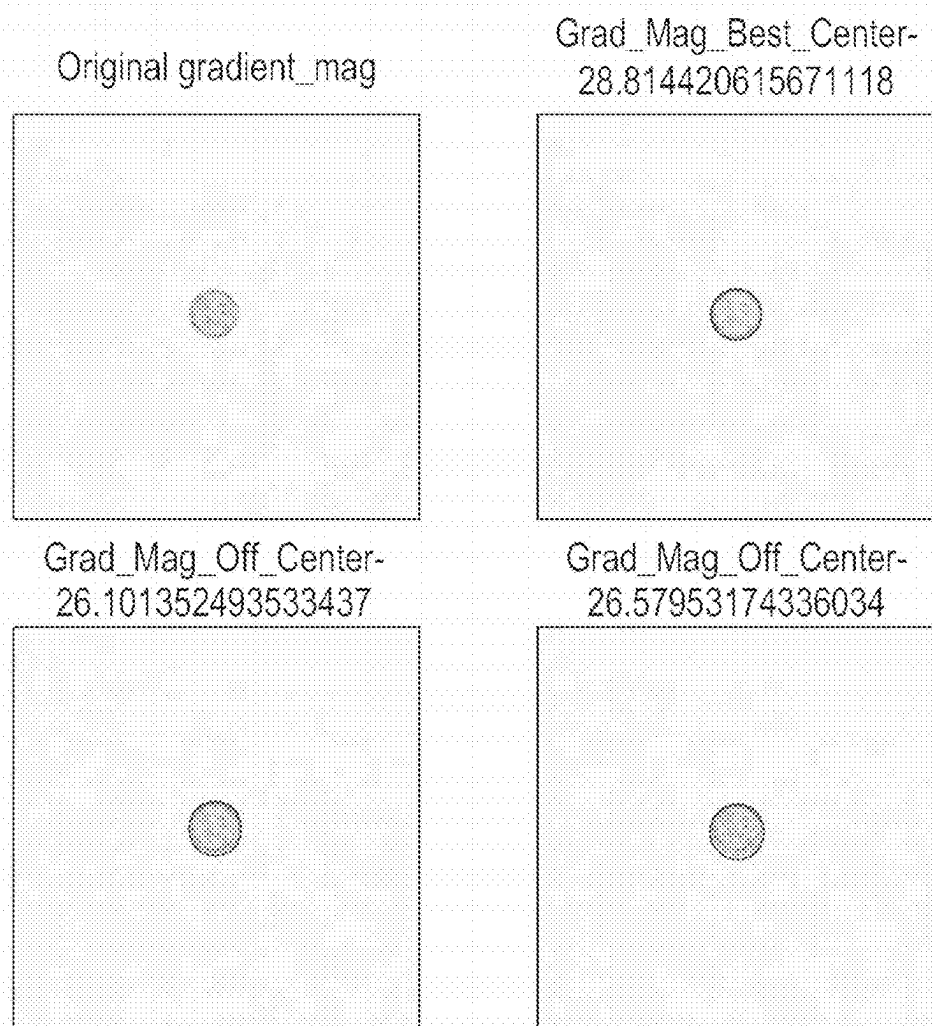 Original gradient_mag
Grad_Mag_Best_Center-
28.814420615671118
Grad_Mag_Off_Center-
26.101352493533437
Grad_Mag_Off_Center-
26.57953174336034